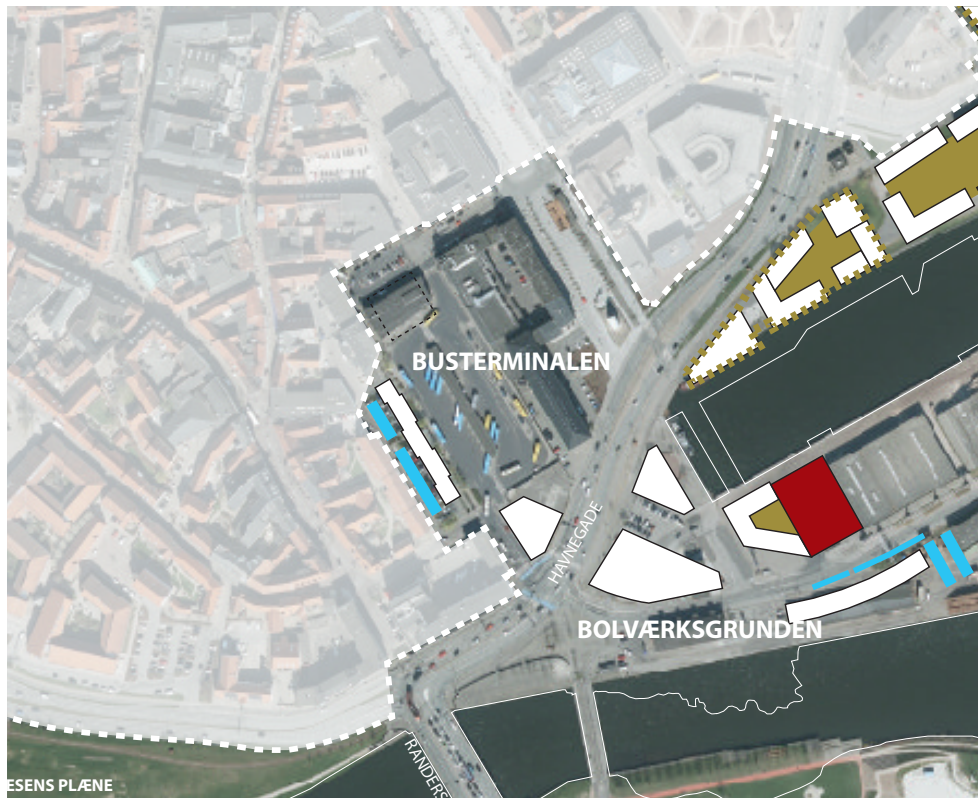 BUSTERMINALEN
HAVNEGADE
BOLVÆRKSGRUNDEN
RANDERS
ESENS PLÆNE